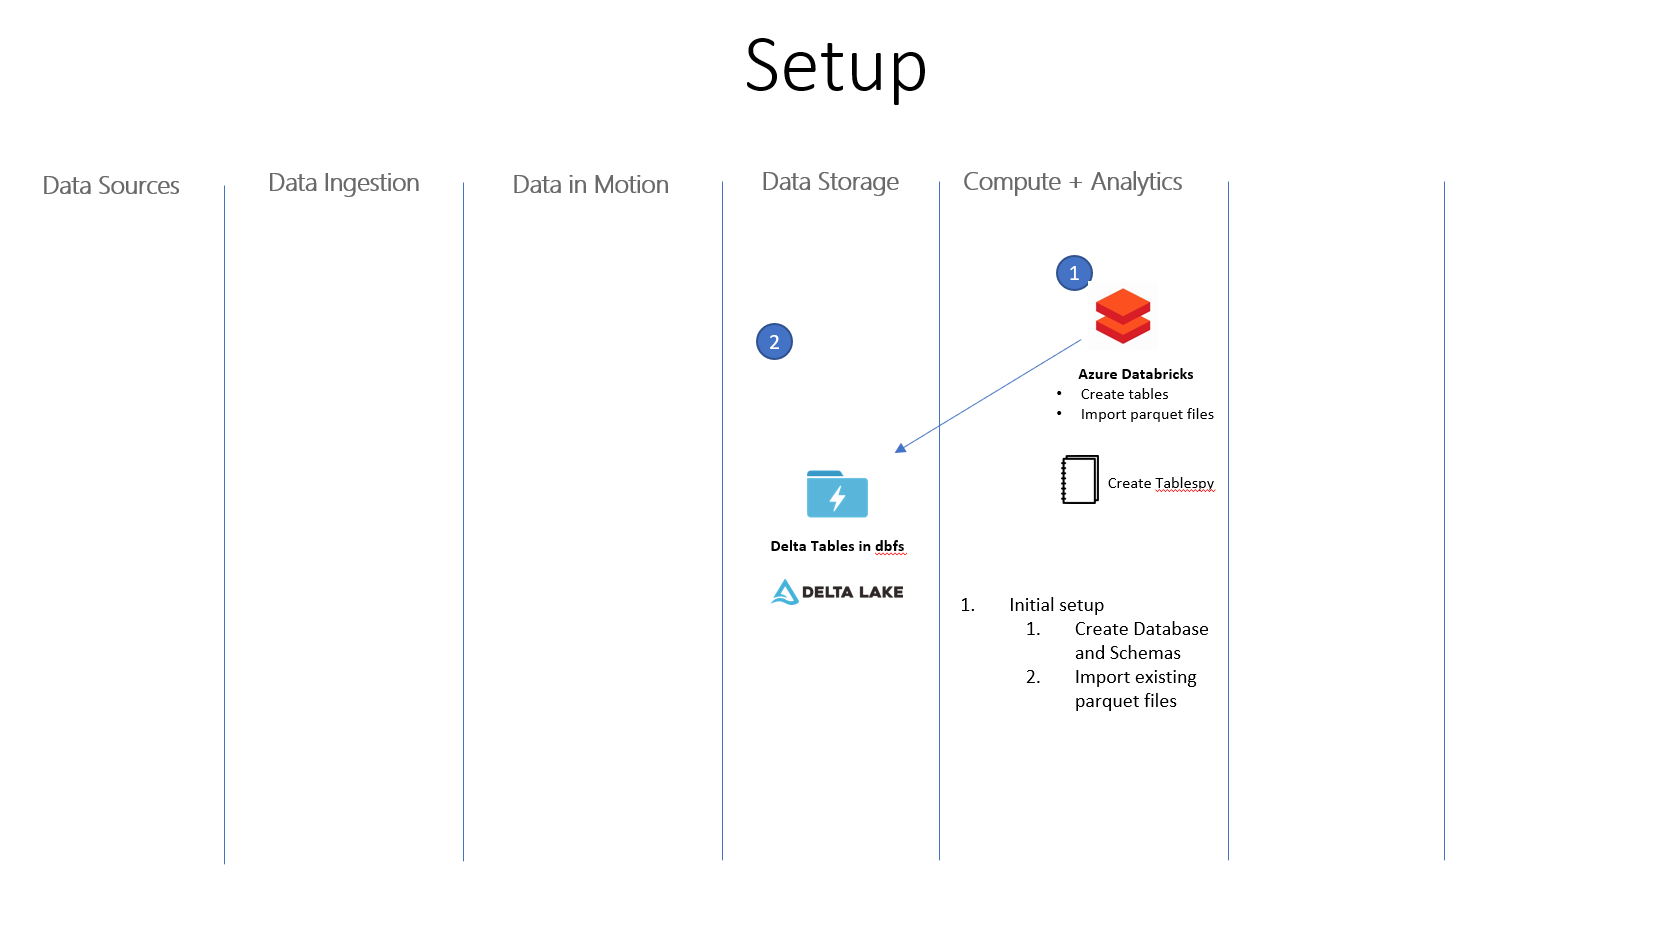 Setup
Data Sources
Data Ingestion
Data in Motion
Data Storage
Compute + Analytics
1
2
Azure Databricks
• Create tables
• Import parquet files
Create Tablespy
Delta Tables in dbfs
DELTA LAKE
1. Initial setup
1. Create Database
and Schemas
2. Import existing
parquet files